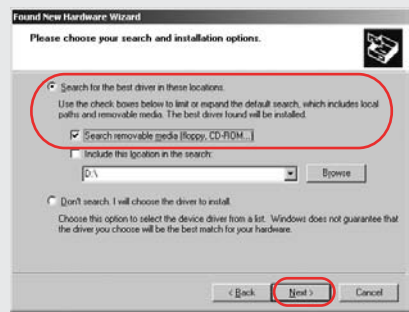 Found New Hardware Wizard
Please choose your search and installation options.
Search for the best driver in these locations.
Use the check boxes below to limit or expand the default search, which includes local
paths and removable media. The best driver found will be installed.
Search removable media (floppy, CD-ROM...)
Include this location in the search:
D:\
Browse
Don't search. I will choose the driver to install.
Choose this option to select the device driver from a list. Windows does not guarantee that
the driver you choose will be the best match for your hardware.
< Back
Next >
Cancel